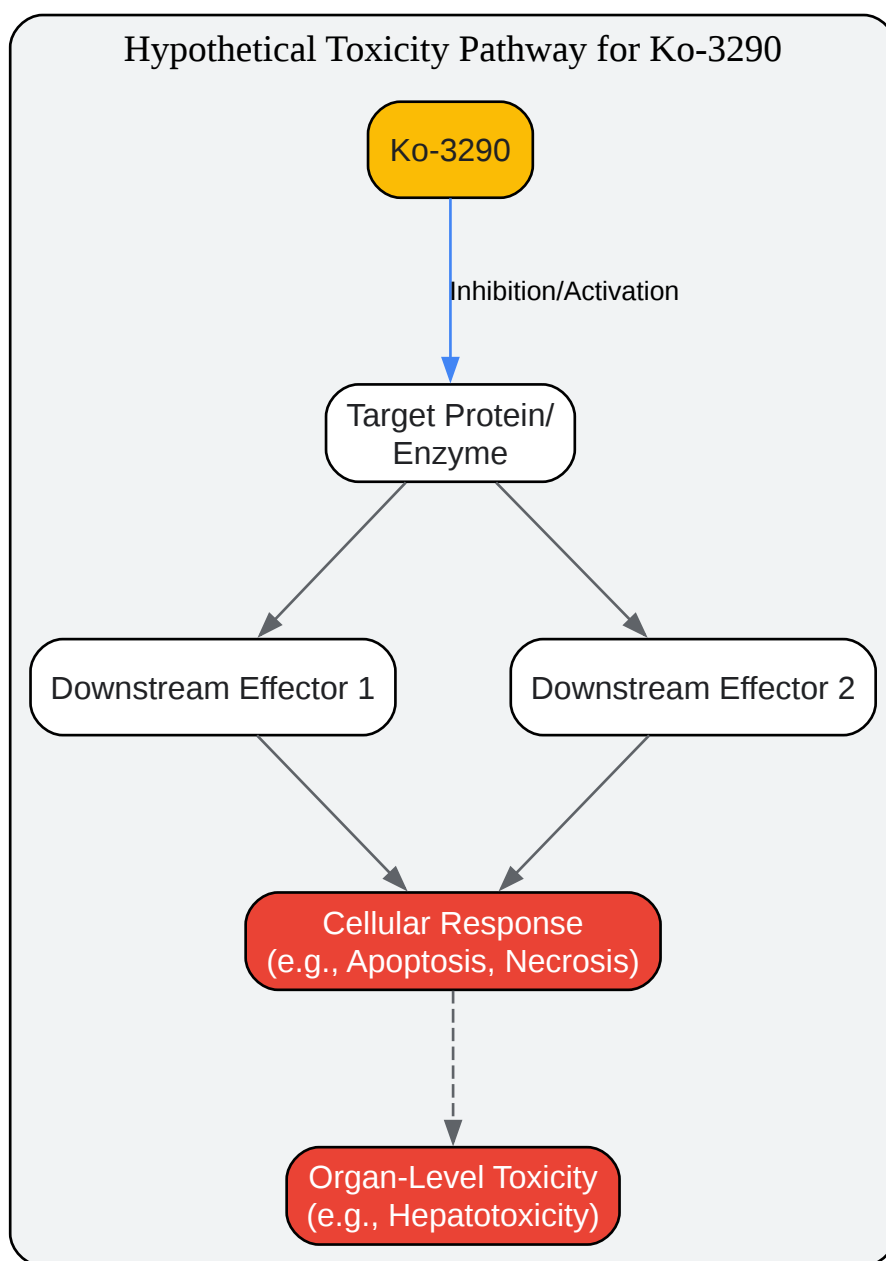 Hypothetical Toxicity Pathway for Ko-3290
Ko-3290
Inhibition/Activation
Target Protein/
Enzyme
Downstream Effector 1
Downstream Effector 2
Cellular Response
(e.g., Apoptosis, Necrosis)
Organ-Level Toxicity
(e.g., Hepatotoxicity)